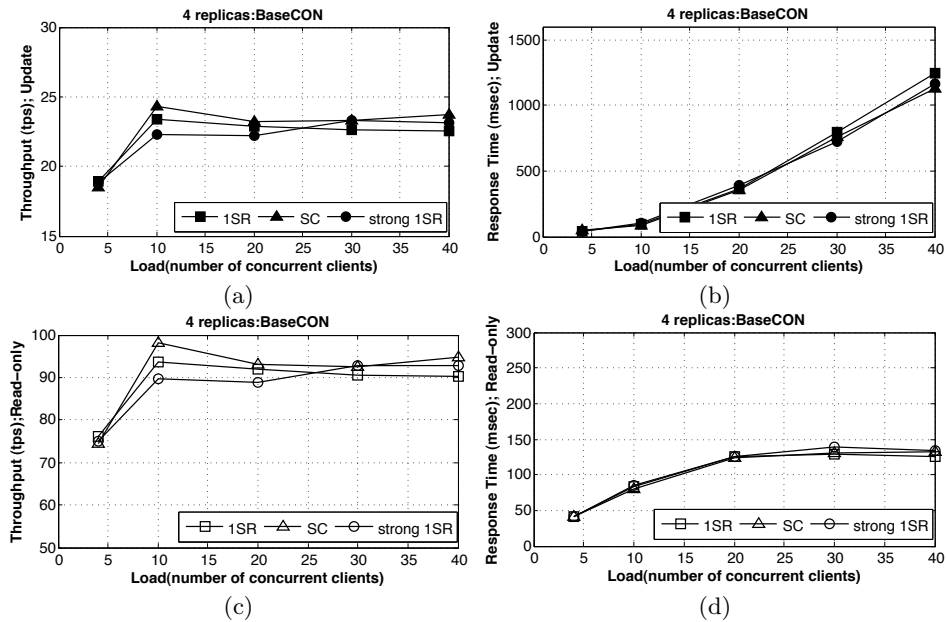 4 replicas:BaseCON
Throughput (tps); Update
30
25
20
15
0 5 10 15 20 25 30 35 40
1SR SC strong 1SR
Load(number of concurrent clients)
(a)
4 replicas:BaseCON
Response Time (msec); Update
1500
1000
500
0
0 5 10 15 20 25 30 35 40
1SR SC strong 1SR
Load(number of concurrent clients)
(b)
4 replicas:BaseCON
Throughput (tps);Read-only
100
90
80
70
60
50
0 5 10 15 20 25 30 35 40
1SR SC strong 1SR
Load(number of concurrent clients)
(c)
4 replicas:BaseCON
Response Time (msec); Read-only
300
250
200
150
100
50
0
0 5 10 15 20 25 30 35 40
1SR SC strong 1SR
Load(number of concurrent clients)
(d)